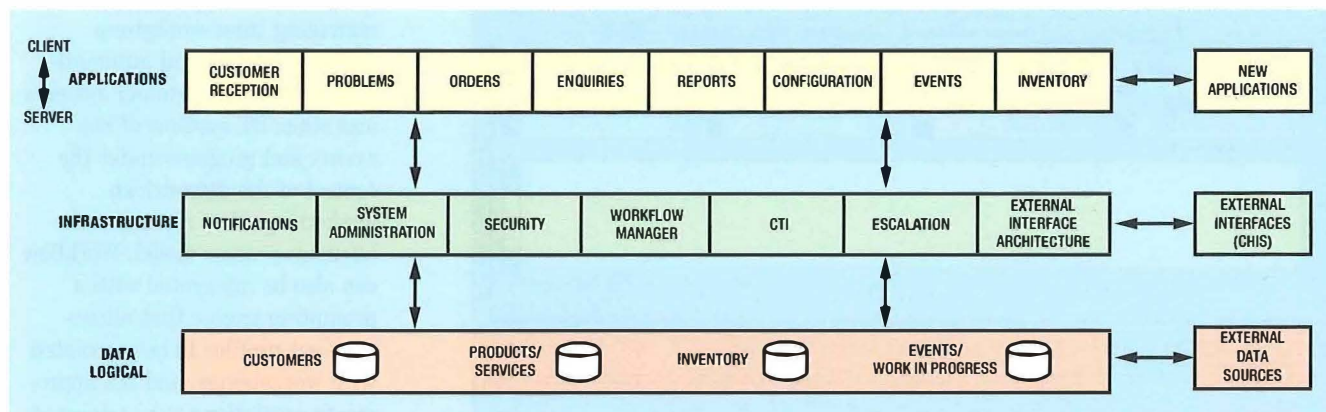 CLIENT
SERVER
APPLICATIONS
CUSTOMER
RECEPTION
PROBLEMS
ORDERS
ENQUIRIES
REPORTS
CONFIGURATION
EVENTS
INVENTORY
NEW
APPLICATIONS
INFRASTRUCTURE
NOTIFICATIONS
SYSTEM
ADMINISTRATION
SECURITY
WORKFLOW
MANAGER
CTI
ESCALATION
EXTERNAL
INTERFACE
ARCHITECTURE
EXTERNAL
INTERFACES
(CHIS)
DATA
LOGICAL
CUSTOMERS
PRODUCTS/
SERVICES
INVENTORY
EVENTS/
WORK IN PROGRESS
EXTERNAL
DATA
SOURCES